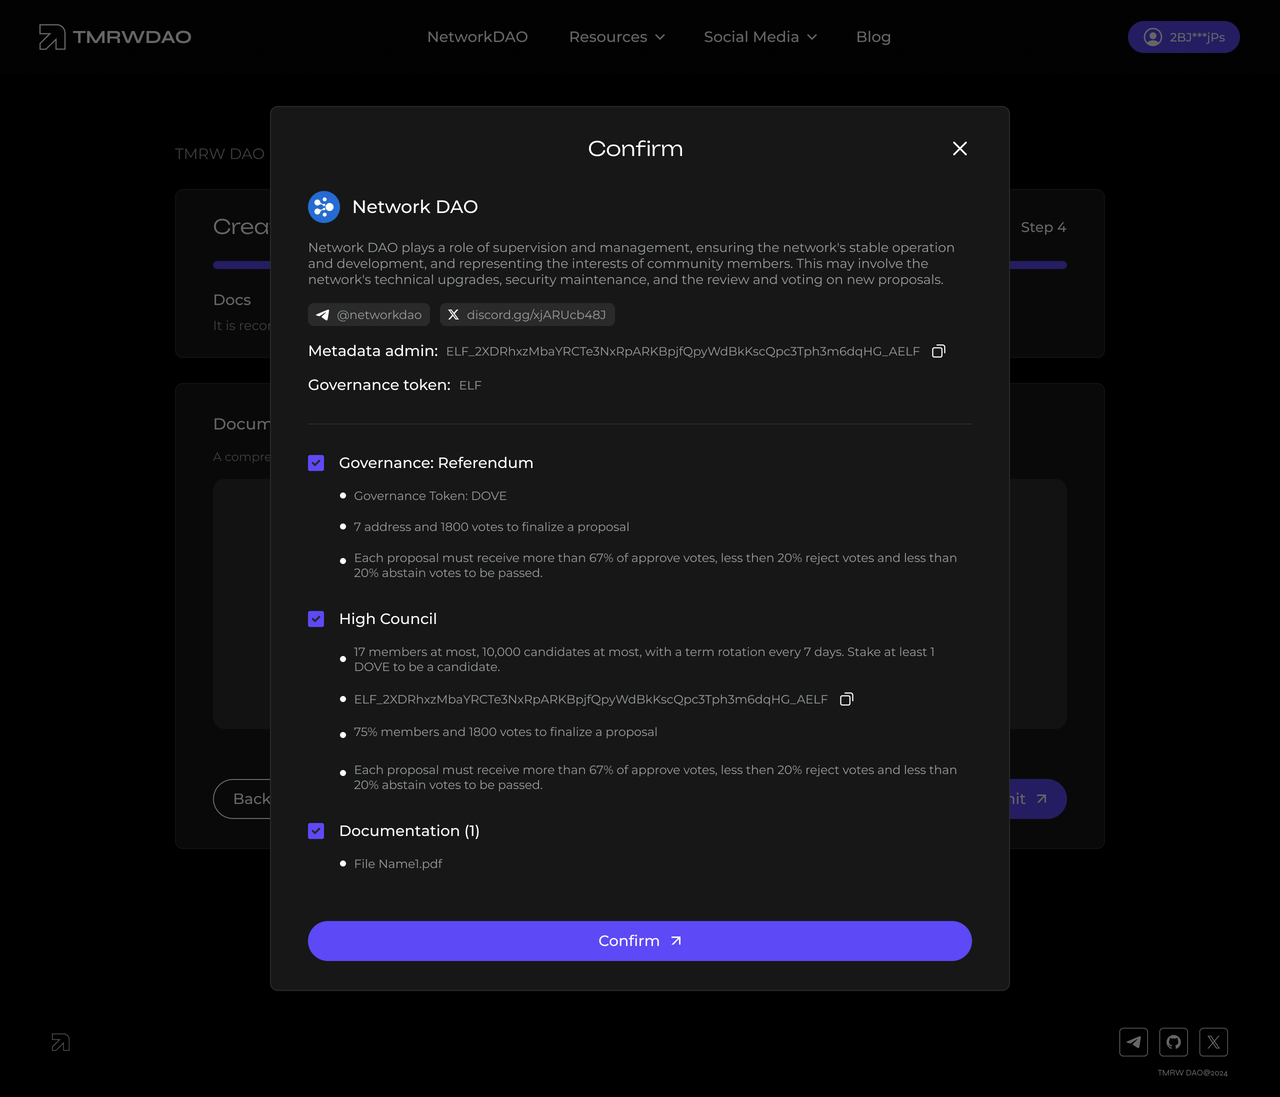 TMRWDAO
NetworkDAO
Resources
Social Media
Blog
2BJ***jPs
TMRW DAO
Step 4
Docs
Confirm
Network DAO
Network DAO plays a role of supervision and management, ensuring the network's stable operation
and development, and representing the interests of community members. This may involve the
network's technical upgrades, security maintenance, and the review and voting on new proposals.
@networkdao
discord.gg/xjARUcb48J
Metadata admin: ELF_2XDRhxzMbaYRCTe3NxRpARKBpjfQpyWdBkKscQpc3Tph3m6dqHG_AELF
Governance token: ELF
Governance: Referendum
Governance Token: DOVE
7 address and 1800 votes to finalize a proposal
Each proposal must receive more than 67% of approve votes, less then 20% reject votes and less than
20% abstain votes to be passed.
High Council
17 members at most, 10,000 candidates at most, with a term rotation every 7 days. Stake at least 1
DOVE to be a candidate.
ELF_2XDRhxzMbaYRCTe3NxRpARKBpjfQpyWdBkKscQpc3Tph3m6dqHG_AELF
75% members and 1800 votes to finalize a proposal
Each proposal must receive more than 67% of approve votes, less then 20% reject votes and less than
20% abstain votes to be passed.
Documentation (1)
File Name1.pdf
Confirm
It is
A
Back
TMRW DAO@2024